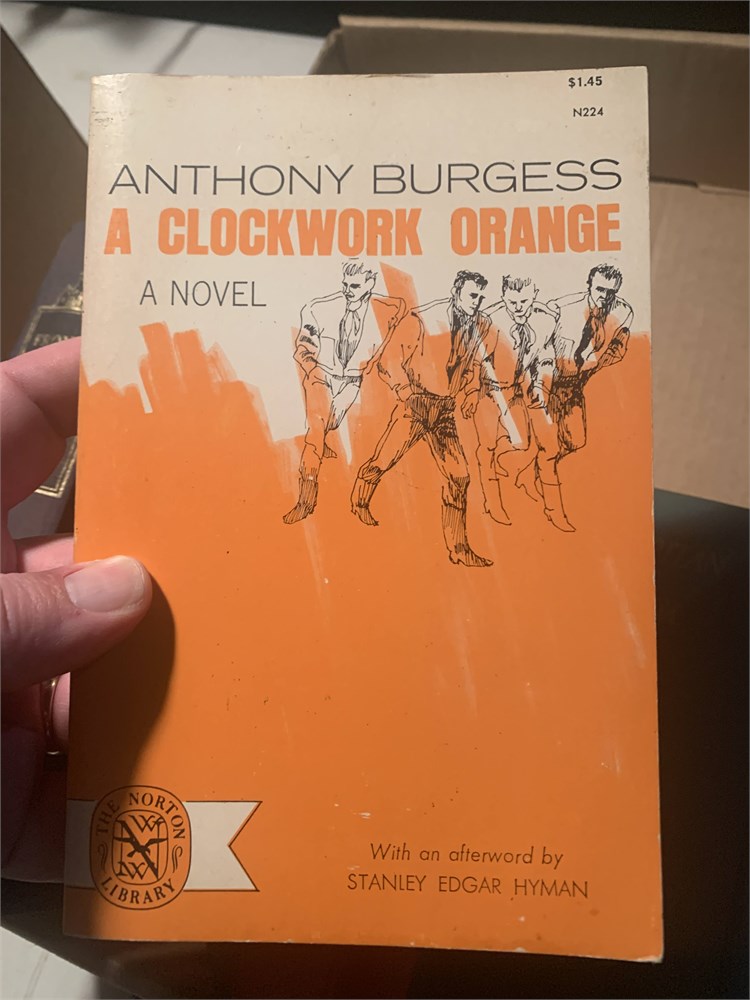 $1.45
N224
ANTHONY BURGESS
A CLOCKWORK ORANGE
A NOVEL
THE NORTON
LIBRARY
With an afterword by
STANLEY EDGAR HYMAN